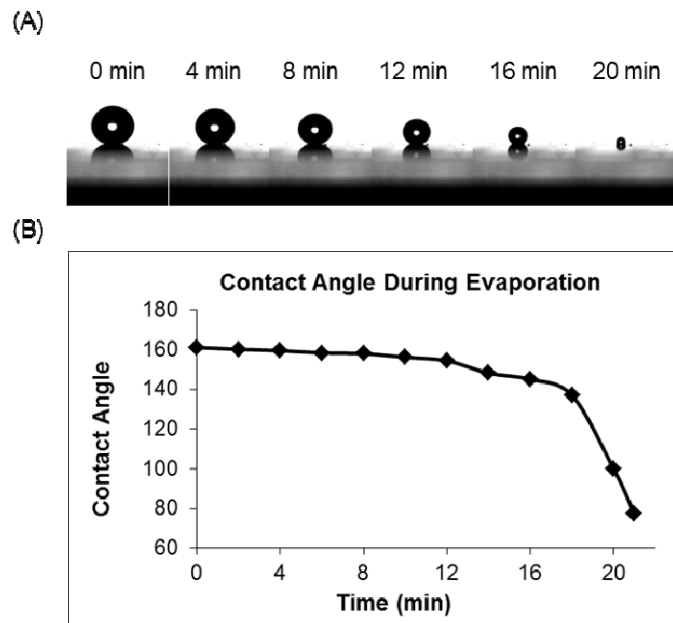 (A)
0 min 4 min 8 min 12 min 16 min 20 min
(B)
Contact Angle During Evaporation
180
160
140
120
100
80
60
Contact Angle
0 4 8 12 16 20
Time (min)